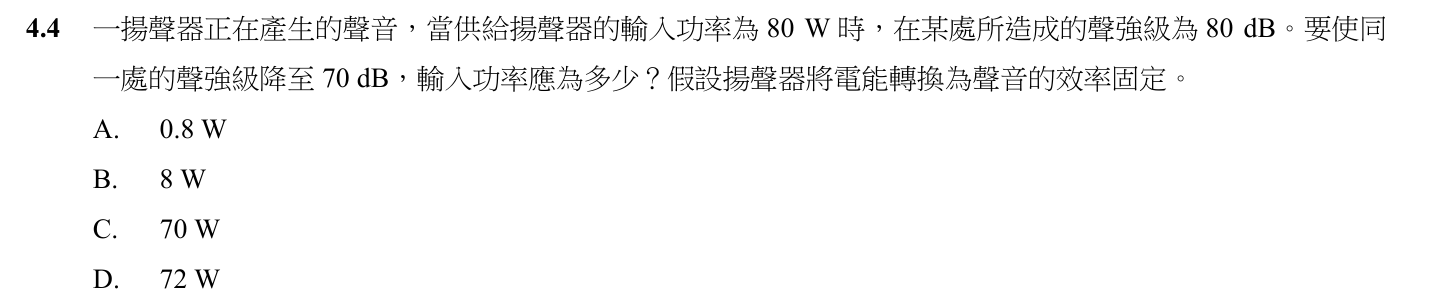 4.4 一揚聲器正在產生的聲音，當供給揚聲器的輸入功率為 80 W 時，在某處所造成的聲強級為 80 dB。要使同
一處的聲強級降至 70 dB，輸入功率應為多少？假設揚聲器將電能轉換為聲音的效率固定。
A. 0.8 W
B. 8 W
C. 70 W
D. 72 W